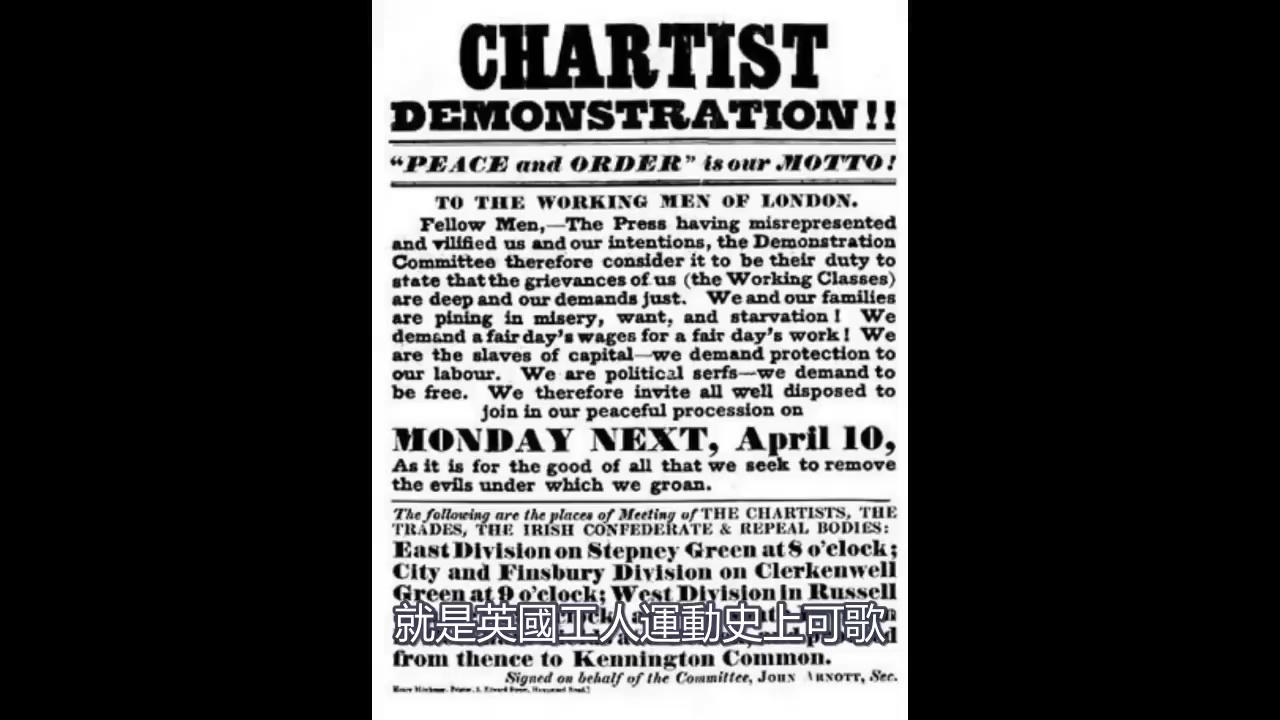 CHARTIST
DEMONSTRATION!!
"PEACE and ORDER" is our MOTTO!
TO THE WORKING MEN OF LONDON.
Fellow Men,—The Press having misrepresented
and vilified us and our intentions, the Demonstration
Committee therefore consider it to be their duty to
state that the grievances of us (the Working Classes)
are deep and our demands just. We and our families
are pining in misery, want, and starvation! We
demand a fair day's wages for a fair day's work! We
are the slaves of capital—we demand protection to
our labour. We are political serfs—we demand to
be free. We therefore invite all well disposed to
join in our peaceful procession on
MONDAY NEXT, April 10,
As it is for the good of all that we seek to remove
the evils under which we groan.
The following are the places of Meeting of THE CHARTISTS, THE
TRADES, THE IRISH CONFEDERATE & REPEAL BODIES:
East Division on Stepney Green at 8 o'clock;
City and Finsbury Division on Clerkenwell
Green at 9 o'clock; West Division in Russell
就是英國工人運動史上可歌
from thence to Kennington Common.
Signed on behalf of the Committee, JOHN ARNOTT, Sec.